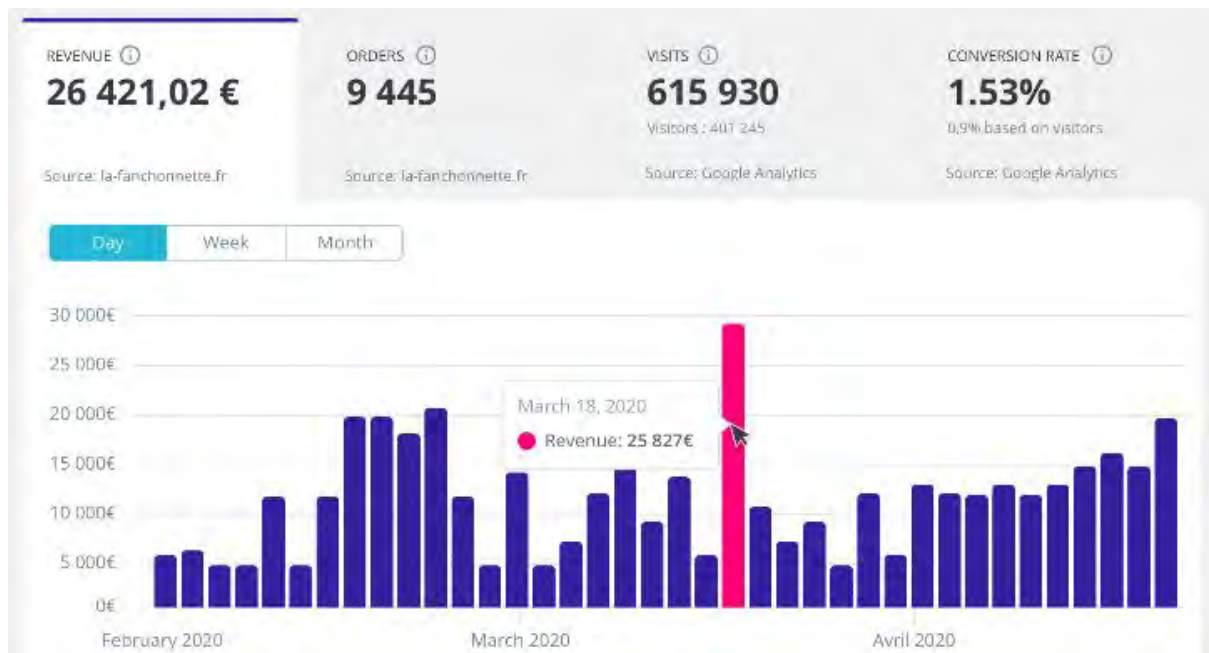 REVENUE
26 421,02 €
Source: la-fanchonnette.fr
ORDERS
9 445
Source: la-fanchonnette.fr
VISITS
615 930
Visitors : 401 245
Source: Google Analytics
CONVERSION RATE
1.53%
0,9% based on visitors
Source: Google Analytics
Day
Week
Month
30 000€
25 000€
20 000€
15 000€
10 000€
5 000€
0€
March 18, 2020
Revenue: 25 827€
February 2020
March 2020
Avril 2020